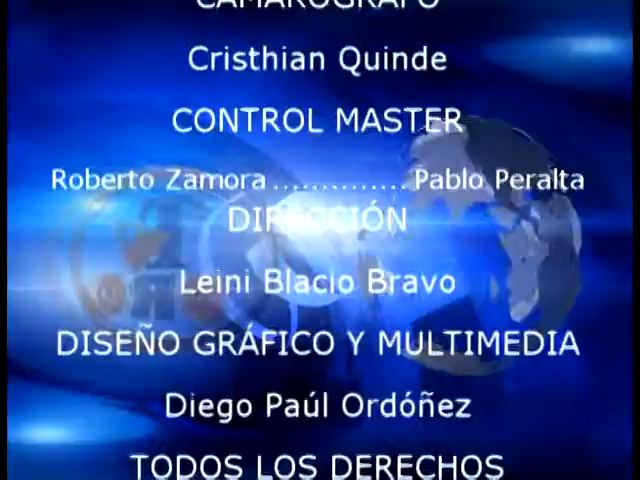 CAMARÓGRAFO
Cristhian Quinde
CONTROL MASTER
Roberto Zamora..............Pablo Peralta
DIRECCIÓN
Leini Blacio Bravo
DISEÑO GRÁFICO Y MULTIMEDIA
Diego Paúl Ordóñez
TODOS LOS DERECHOS